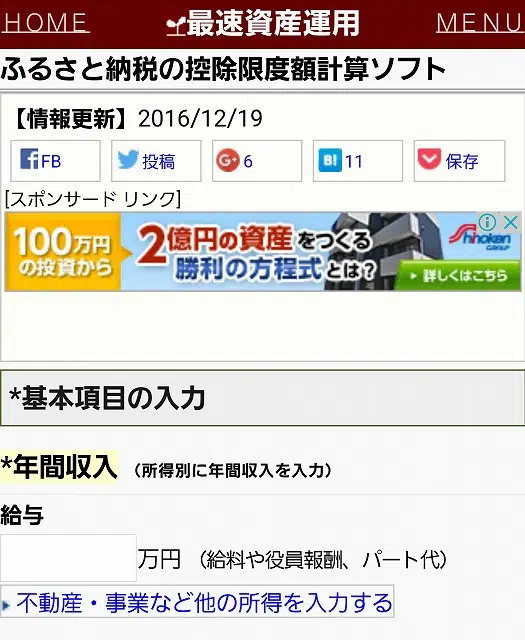 HOME 最速資産運用 MENU
ふるさと納税の控除限度額計算ソフト
【情報更新】2016/12/19
FB 投稿 6 B! 11 保存
[スポンサード リンク]
100万円の投資から 2億円の資産をつくる勝利の方程式とは? Shinoken GROUP
詳しくはこちら
*基本項目の入力
*年間収入 (所得別に年間収入を入力)
給与
万円 (給料や役員報酬、パート代)
不動産・事業など他の所得を入力する